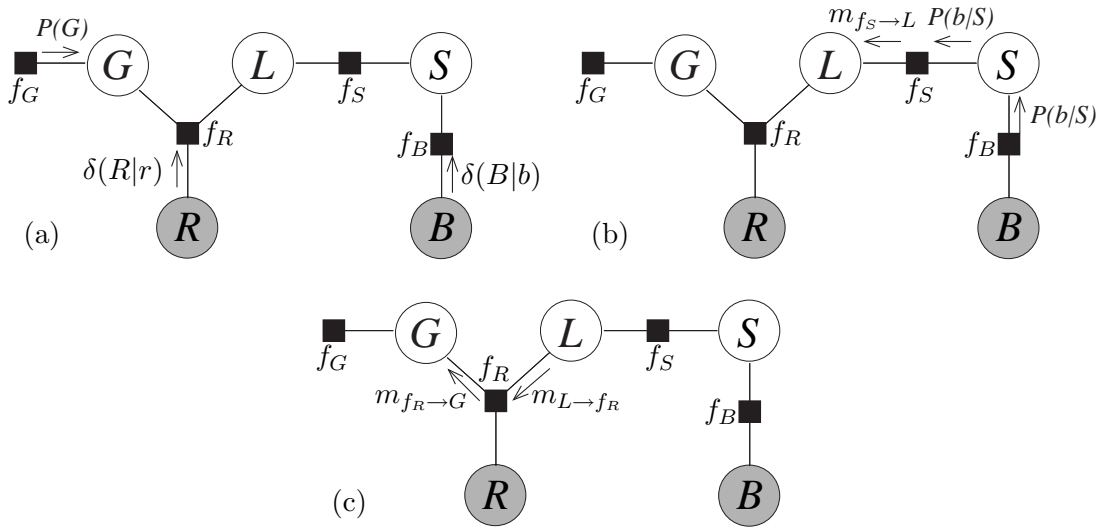 P(G)
G L S
f_G f_S
f_R f_B
δ(R|r) δ(B|b)
R B
(a)
m_{f_S→L} P(b/S)
G L S
f_G f_S
P(b/S)
f_R f_B
R B
(b)
G L S
f_G f_R f_S
m_{f_R→G} m_{L→f_R} f_B
R B
(c)